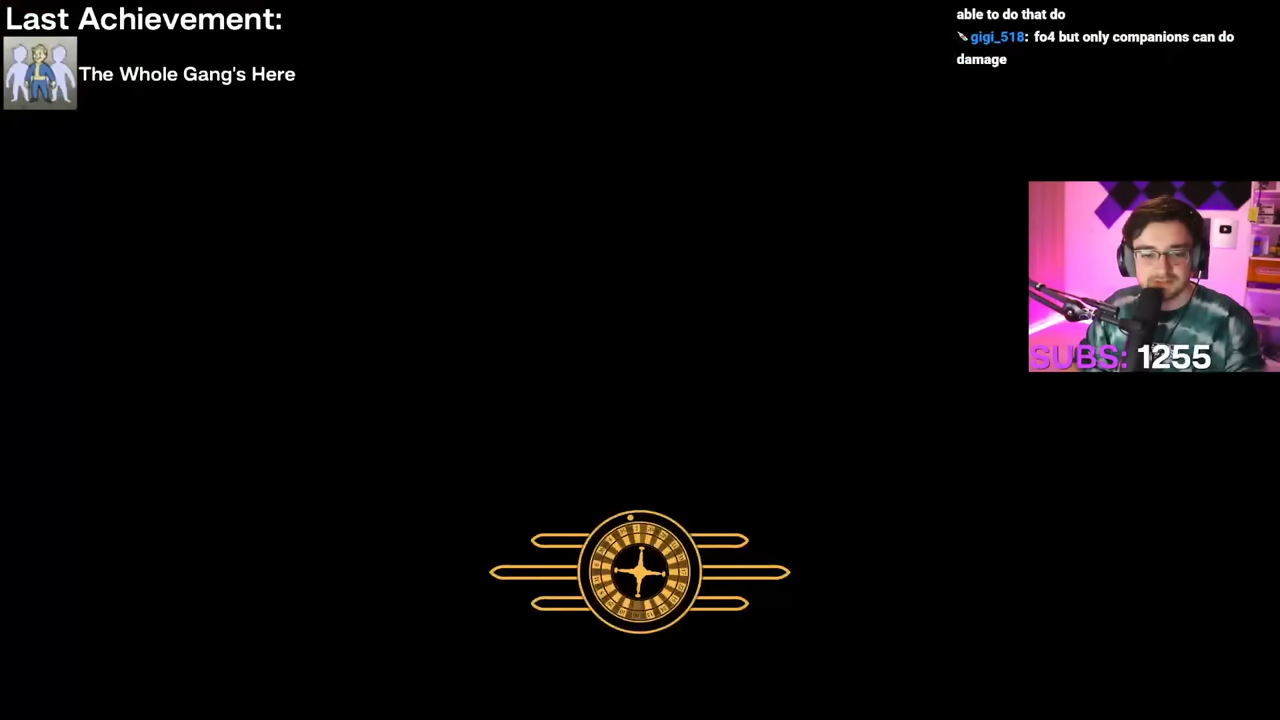 Last Achievement:
The Whole Gang's Here
able to do that do
gigi_518: fo4 but only companions can do
damage
SUBS: 1255